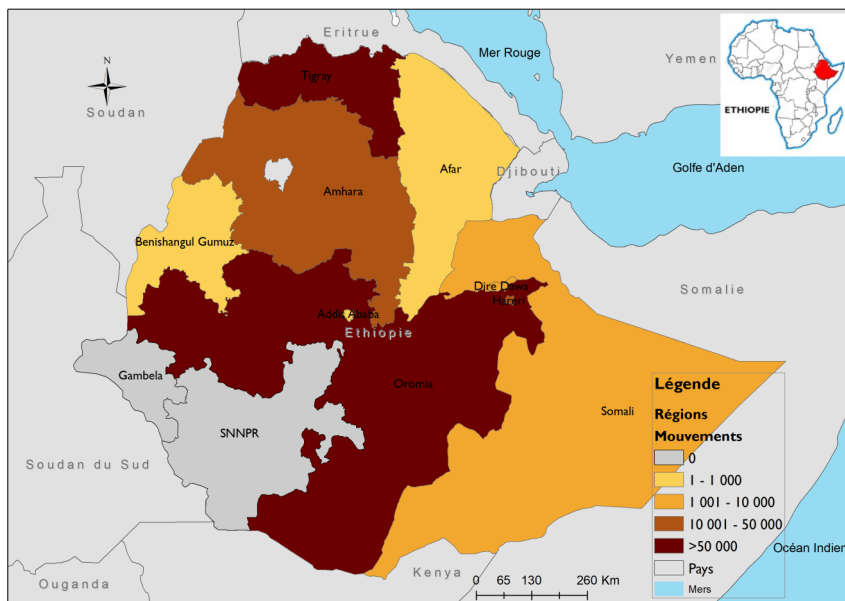 Eritrue
Mer Rouge
Yemen
N
Soudan
Tigray
ETHIOPIE
Golfe d'Aden
Afar
Djibouti
Amhara
Benishangul Gumuz
Dire Dawa
Hareri
Somalie
Addis Ababa
Ethiopie
Gambela
Oromia
Somali
SNNPR
Soudan du Sud
Légende
Régions
Mouvements
0
1 - 1 000
1 001 - 10 000
10 001 - 50 000
>50 000
Pays
Mers
Océan Indien
Ouganda
Kenya
0 65 130 260 Km